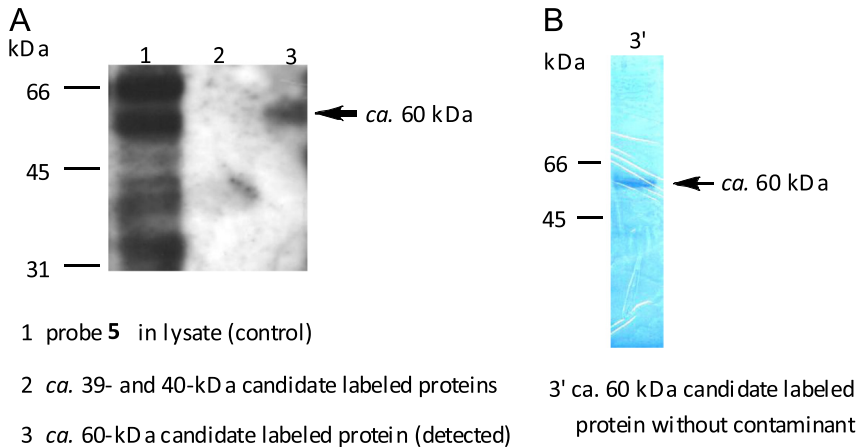 A
kDa
1 2 3
66
ca. 60 kDa
45
31
1 probe 5 in lysate (control)
2 ca. 39- and 40-kDa candidate labeled proteins
3 ca. 60-kDa candidate labeled protein (detected)
B
3'
kDa
66
ca. 60 kDa
45
3' ca. 60 kDa candidate labeled
protein without contaminant